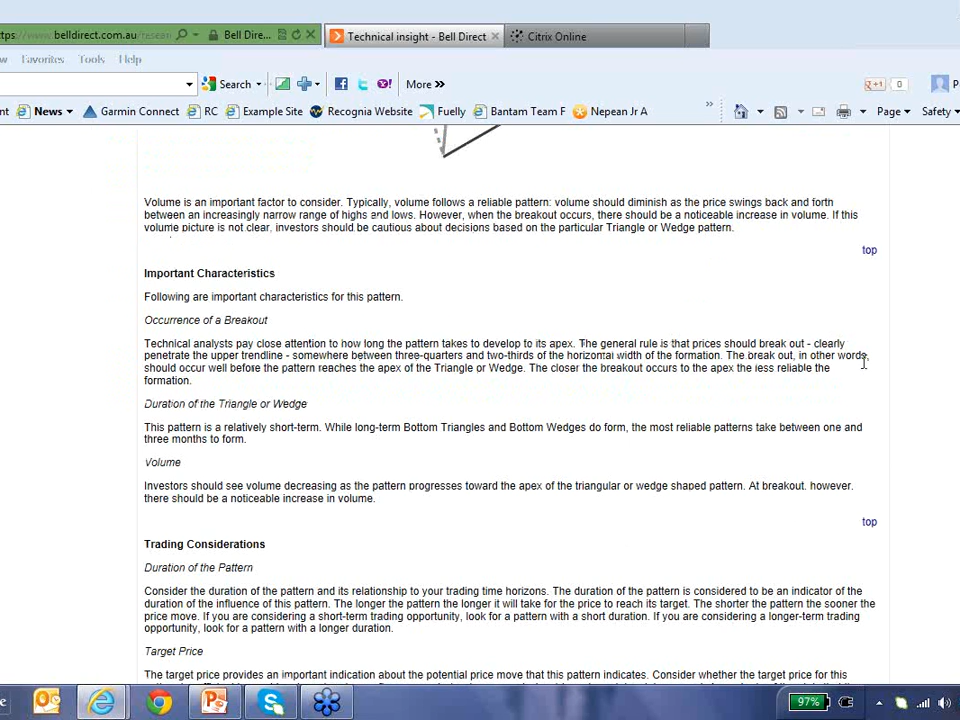 ttps://www.belldirect.com.au/resear
Bell Dire...
Technical insight - Bell Direct
Citrix Online
w Favorites Tools Help
Search
More »
+1 0
P
nt News Garmin Connect RC Example Site Recognia Website Fuelly Bantam Team F Nepean Jr A » Page Safety
Volume is an important factor to consider. Typically, volume follows a reliable pattern: volume should diminish as the price swings back and forth
between an increasingly narrow range of highs and lows. However, when the breakout occurs, there should be a noticeable increase in volume. If this
volume picture is not clear, investors should be cautious about decisions based on the particular Triangle or Wedge pattern.
top
Important Characteristics
Following are important characteristics for this pattern.
Occurrence of a Breakout
Technical analysts pay close attention to how long the pattern takes to develop to its apex. The general rule is that prices should break out - clearly
penetrate the upper trendline - somewhere between three-quarters and two-thirds of the horizontal width of the formation. The break out, in other words,
should occur well before the pattern reaches the apex of the Triangle or Wedge. The closer the breakout occurs to the apex the less reliable the
formation.
Duration of the Triangle or Wedge
This pattern is a relatively short-term. While long-term Bottom Triangles and Bottom Wedges do form, the most reliable patterns take between one and
three months to form.
Volume
Investors should see volume decreasing as the pattern progresses toward the apex of the triangular or wedge shaped pattern. At breakout, however,
there should be a noticeable increase in volume.
top
Trading Considerations
Duration of the Pattern
Consider the duration of the pattern and its relationship to your trading time horizons. The duration of the pattern is considered to be an indicator of the
duration of the influence of this pattern. The longer the pattern the longer it will take for the price to reach its target. The shorter the pattern the sooner the
price move. If you are considering a short-term trading opportunity, look for a pattern with a short duration. If you are considering a longer-term trading
opportunity, look for a pattern with a longer duration.
Target Price
The target price provides an important indication about the potential price move that this pattern indicates. Consider whether the target price for this
97%